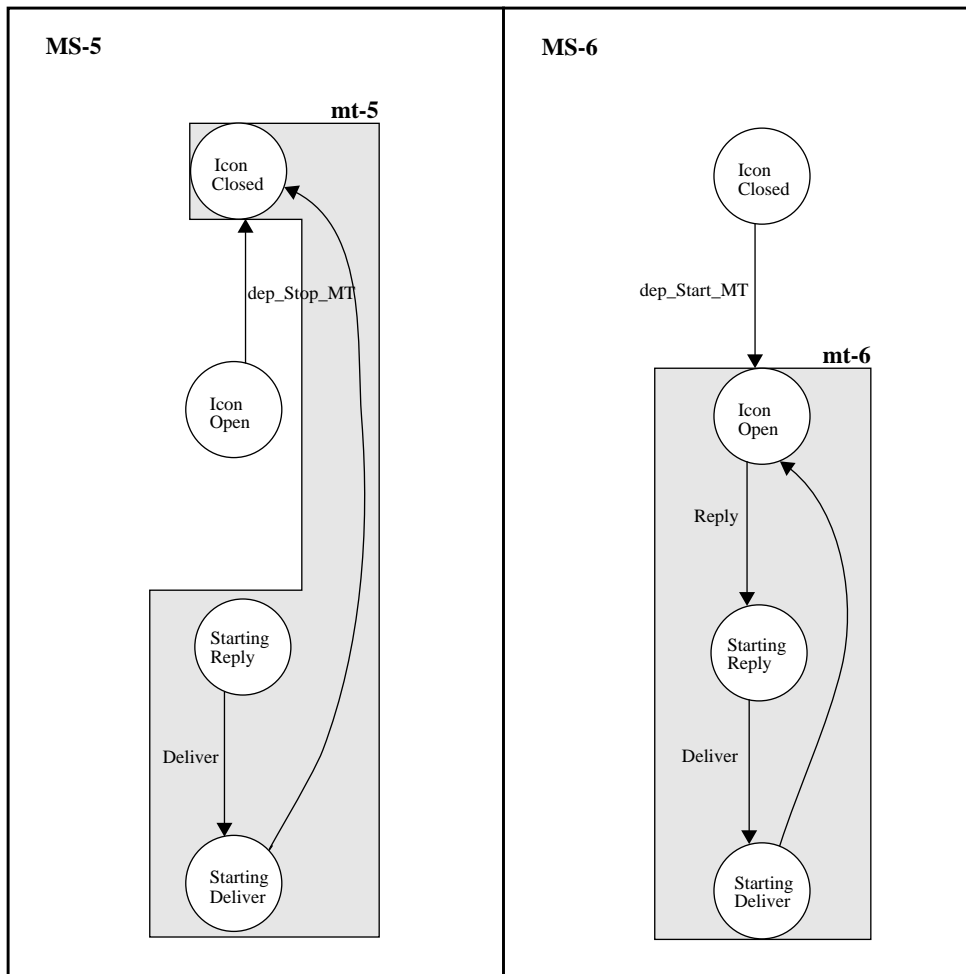 MS-5
mt-5
Icon
Closed
dep_Stop_MT
Icon
Open
Starting
Reply
Deliver
Starting
Deliver
MS-6
Icon
Closed
dep_Start_MT
mt-6
Icon
Open
Reply
Starting
Reply
Deliver
Starting
Deliver